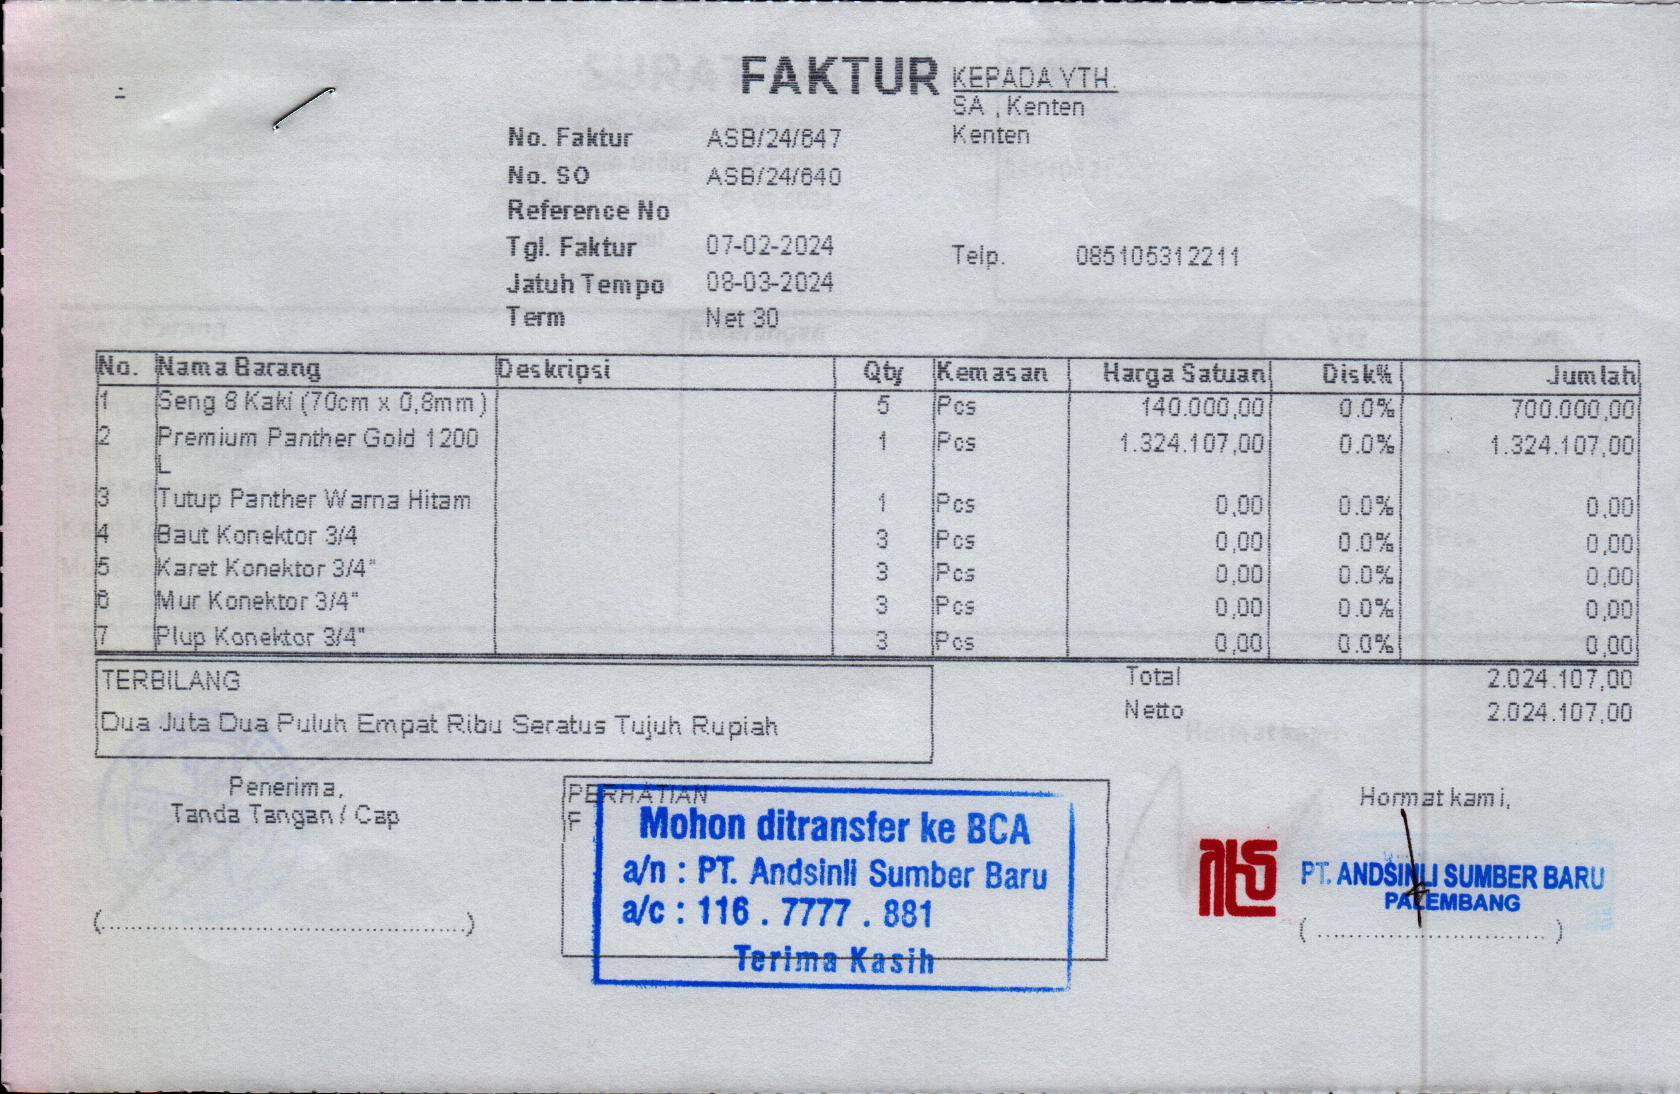 FAKTUR
KEPADA YTH.
SA , Kenten
Kenten
No. Faktur ASB/24/647
No. SO ASB/24/640
Reference No
Tgl. Faktur 07-02-2024
Telp. 085105312211
Jatuh Tempo 08-03-2024
Term Net 30
No. Nama Barang Deskripsi Qty Kemasan Harga Satuan Disk% Jumlah
1 Seng 8 Kaki (70cm x 0,8mm) 5 Pcs 140.000,00 0.0% 700.000,00
2 Premium Panther Gold 1200 1 Pcs 1.324.107,00 0.0% 1.324.107,00
L
3 Tutup Panther Warna Hitam 1 Pcs 0,00 0.0% 0,00
4 Baut Konektor 3/4 3 Pcs 0,00 0.0% 0,00
5 Karet Konektor 3/4" 3 Pcs 0,00 0.0% 0,00
6 Mur Konektor 3/4" 3 Pcs 0,00 0.0% 0,00
7 Plup Konektor 3/4" 3 Pcs 0,00 0.0% 0,00
TERBILANG
Dua Juta Dua Puluh Empat Ribu Seratus Tujuh Rupiah
Total 2.024.107,00
Netto 2.024.107,00
Penerima,
Tanda Tangan / Cap
(..............................................)
PERHATIAN
F
Mohon ditransfer ke BCA
a/n : PT. Andsinli Sumber Baru
a/c : 116 . 7777 . 881
Terima Kasih
Hormat kami,
PT. ANDSINLI SUMBER BARU
PALEMBANG
( ............................. )